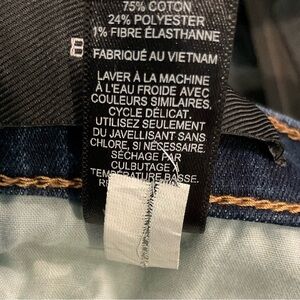 75% COTON
24% POLYESTER
1% FIBRE ÉLASTHANNE
FABRIQUÉ AU VIETNAM
LAVER À LA MACHINE
À L'EAU FROIDE AVEC
COULEURS SIMILAIRES,
CYCLE DÉLICAT.
UTILISEZ SEULEMENT
DU JAVELLISANT SANS
CHLORE, SI NÉCESSAIRE.
SÉCHAGE PAR
CULBUTAGE À
TEMPÉRATURE BASSE.
8